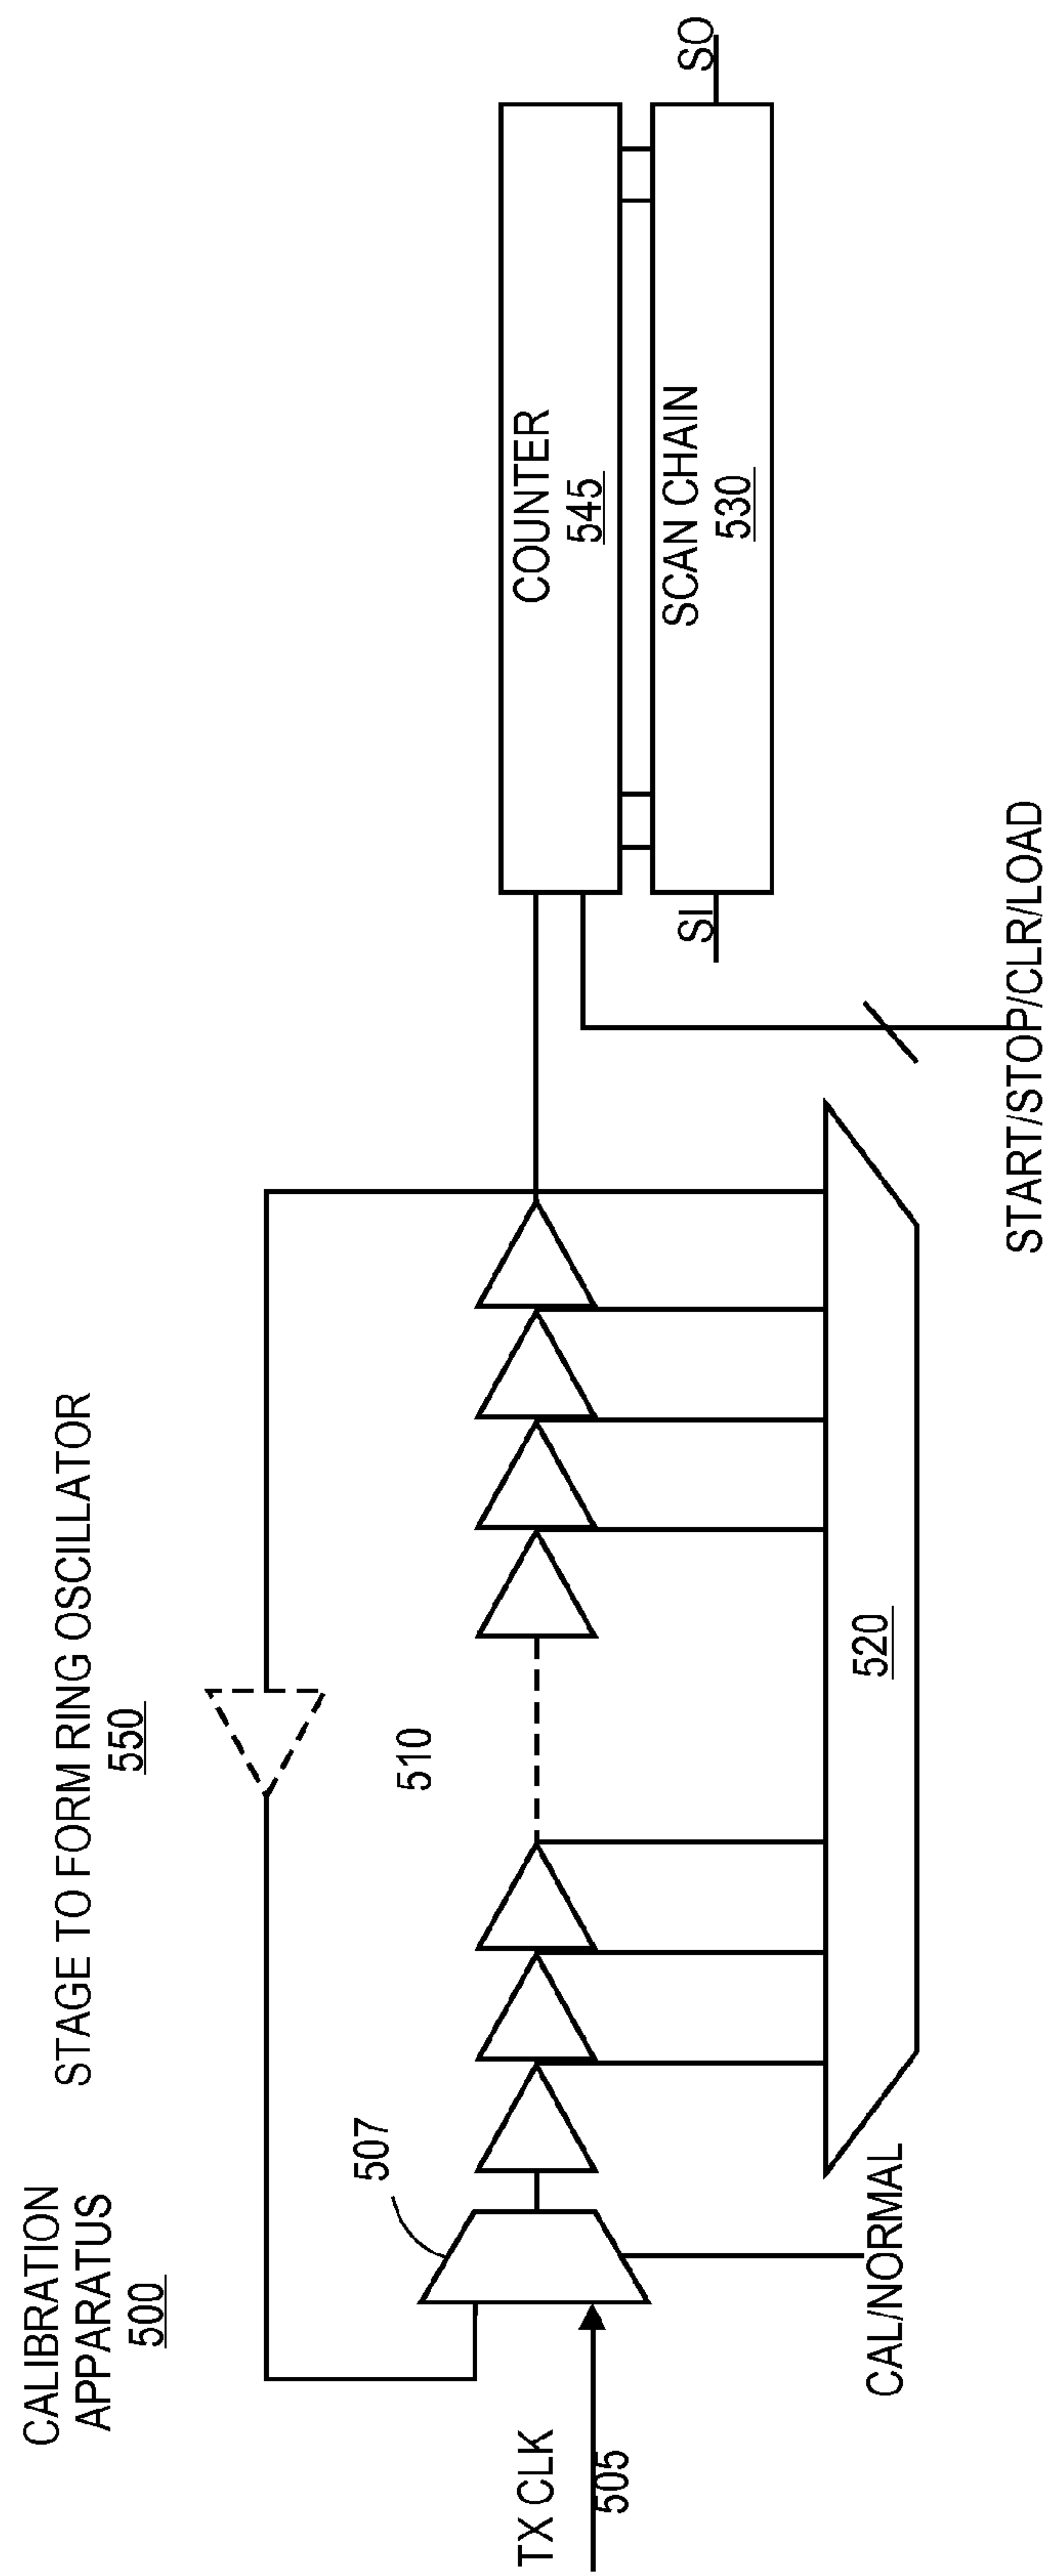 CALIBRATION
APPARATUS
500
STAGE TO FORM RING OSCILLATOR
550
507
510
TX CLK
505
CAL/NORMAL
520
START/STOP/CLR/LOAD
COUNTER
545
SCAN CHAIN
530
SI
SO